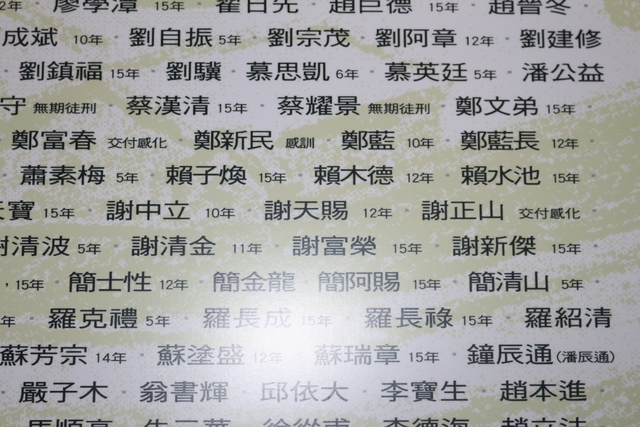 2年・廖學漳 15年・翟日先・趙巨德 15年・趙晉冬・
成斌 10年・劉自振 5年・劉宗茂・劉阿章 12年・劉建修
・劉鎮福 15年・劉驥・慕思凱 6年・慕英廷 5年・潘公益
守 無期徒刑・蔡漢清 15年・蔡耀景 無期徒刑・鄭文弟 15年・
・鄭富春 交付感化・鄭新民 感訓・鄭藍 10年・鄭藍長 12年・
・蕭素梅 5年・賴子煥 15年・賴木德 12年・賴水池 15年・
天寶 15年・謝中立 10年・謝天賜 12年・謝正山 交付感化・
謝清波 5年・謝清金 11年・謝富榮 15年・謝新傑 15年・
，15年・簡士性 12年・簡金龍・簡阿賜 15年・簡清山 5年・
年・羅克禮 5年・羅長成 15年・羅長祿 15年・羅紹清
蘇芳宗 14年・蘇塗盛 12年・蘇瑞章 15年・鐘辰通(潘辰通)
・嚴子木・翁書輝・邱依大・李寶生・趙本進・